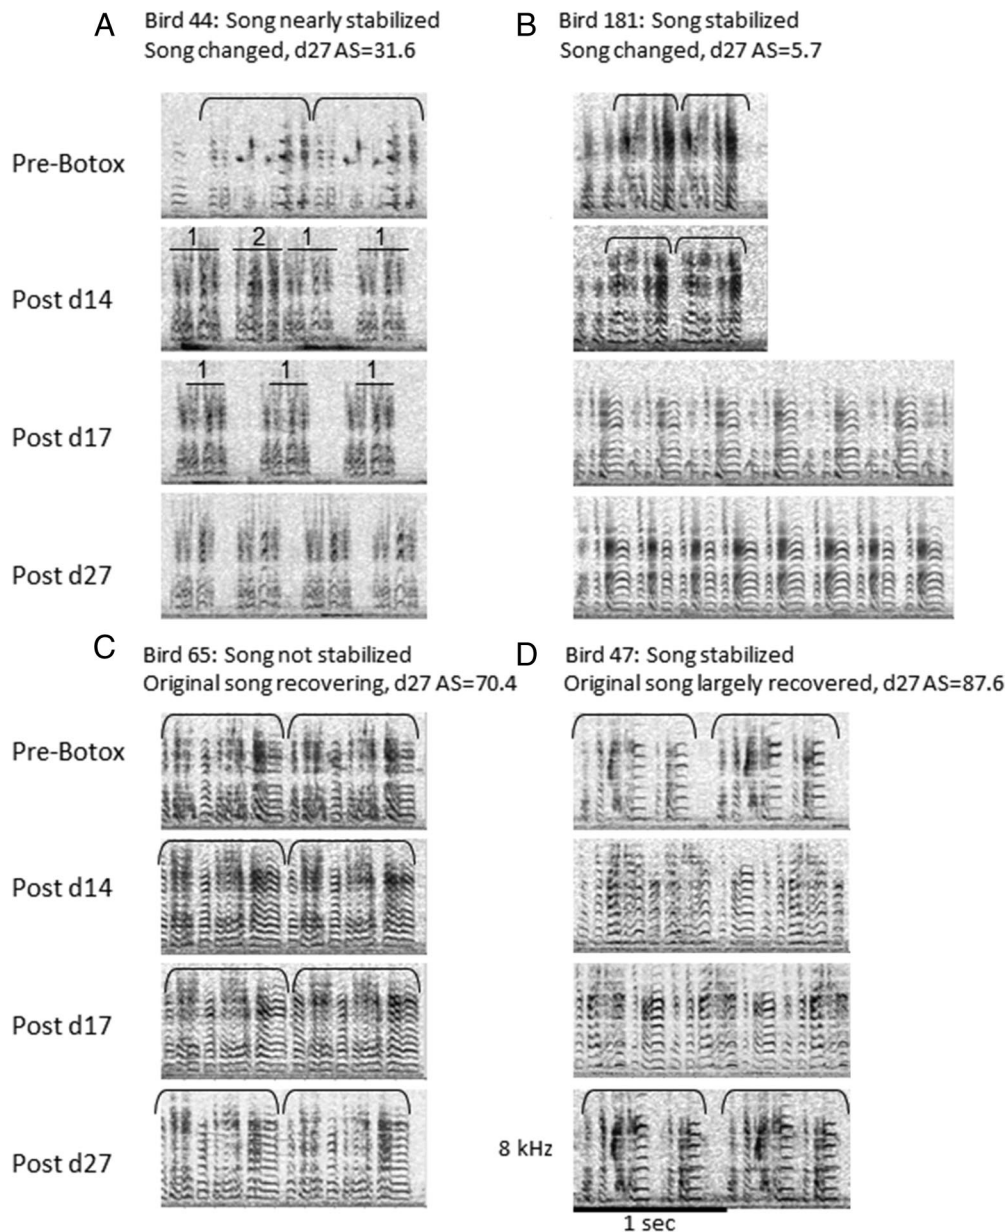 A Bird 44: Song nearly stabilized
Song changed, d27 AS=31.6
B Bird 181: Song stabilized
Song changed, d27 AS=5.7
Pre-Botox
Post d14
1 2 1 1
Post d17
1 1 1
Post d27
C Bird 65: Song not stabilized
Original song recovering, d27 AS=70.4
D Bird 47: Song stabilized
Original song largely recovered, d27 AS=87.6
Pre-Botox
Post d14
Post d17
Post d27
8 kHz
1 sec